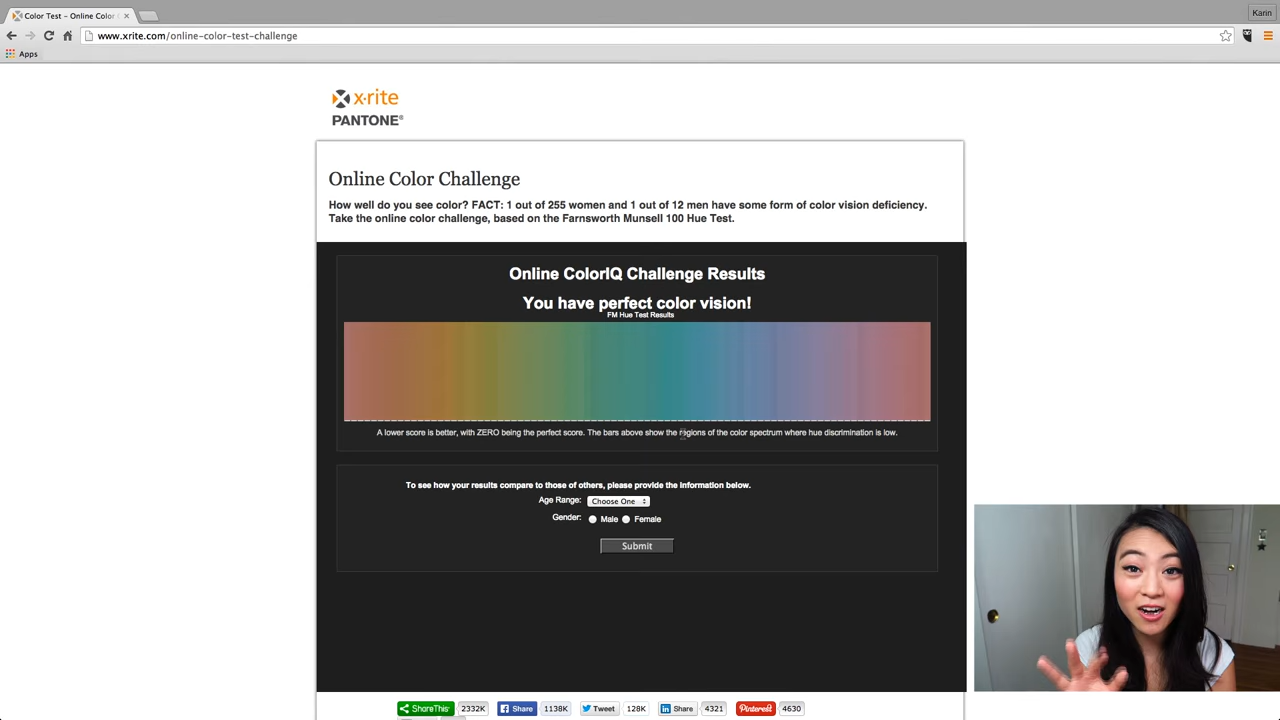 Color Test – Online Color
Karin
www.xrite.com/online-color-test-challenge
Apps
x·rite
PANTONE®
Online Color Challenge
How well do you see color? FACT: 1 out of 255 women and 1 out of 12 men have some form of color vision deficiency.
Take the online color challenge, based on the Farnsworth Munsell 100 Hue Test.
Online ColorIQ Challenge Results
You have perfect color vision!
FM Hue Test Results
A lower score is better, with ZERO being the perfect score. The bars above show the regions of the color spectrum where hue discrimination is low.
To see how your results compare to those of others, please provide the information below.
Age Range: Choose One
Gender: Male Female
Submit
ShareThis 2332K Share 1138K Tweet 128K Share 4321 Pinterest 4630